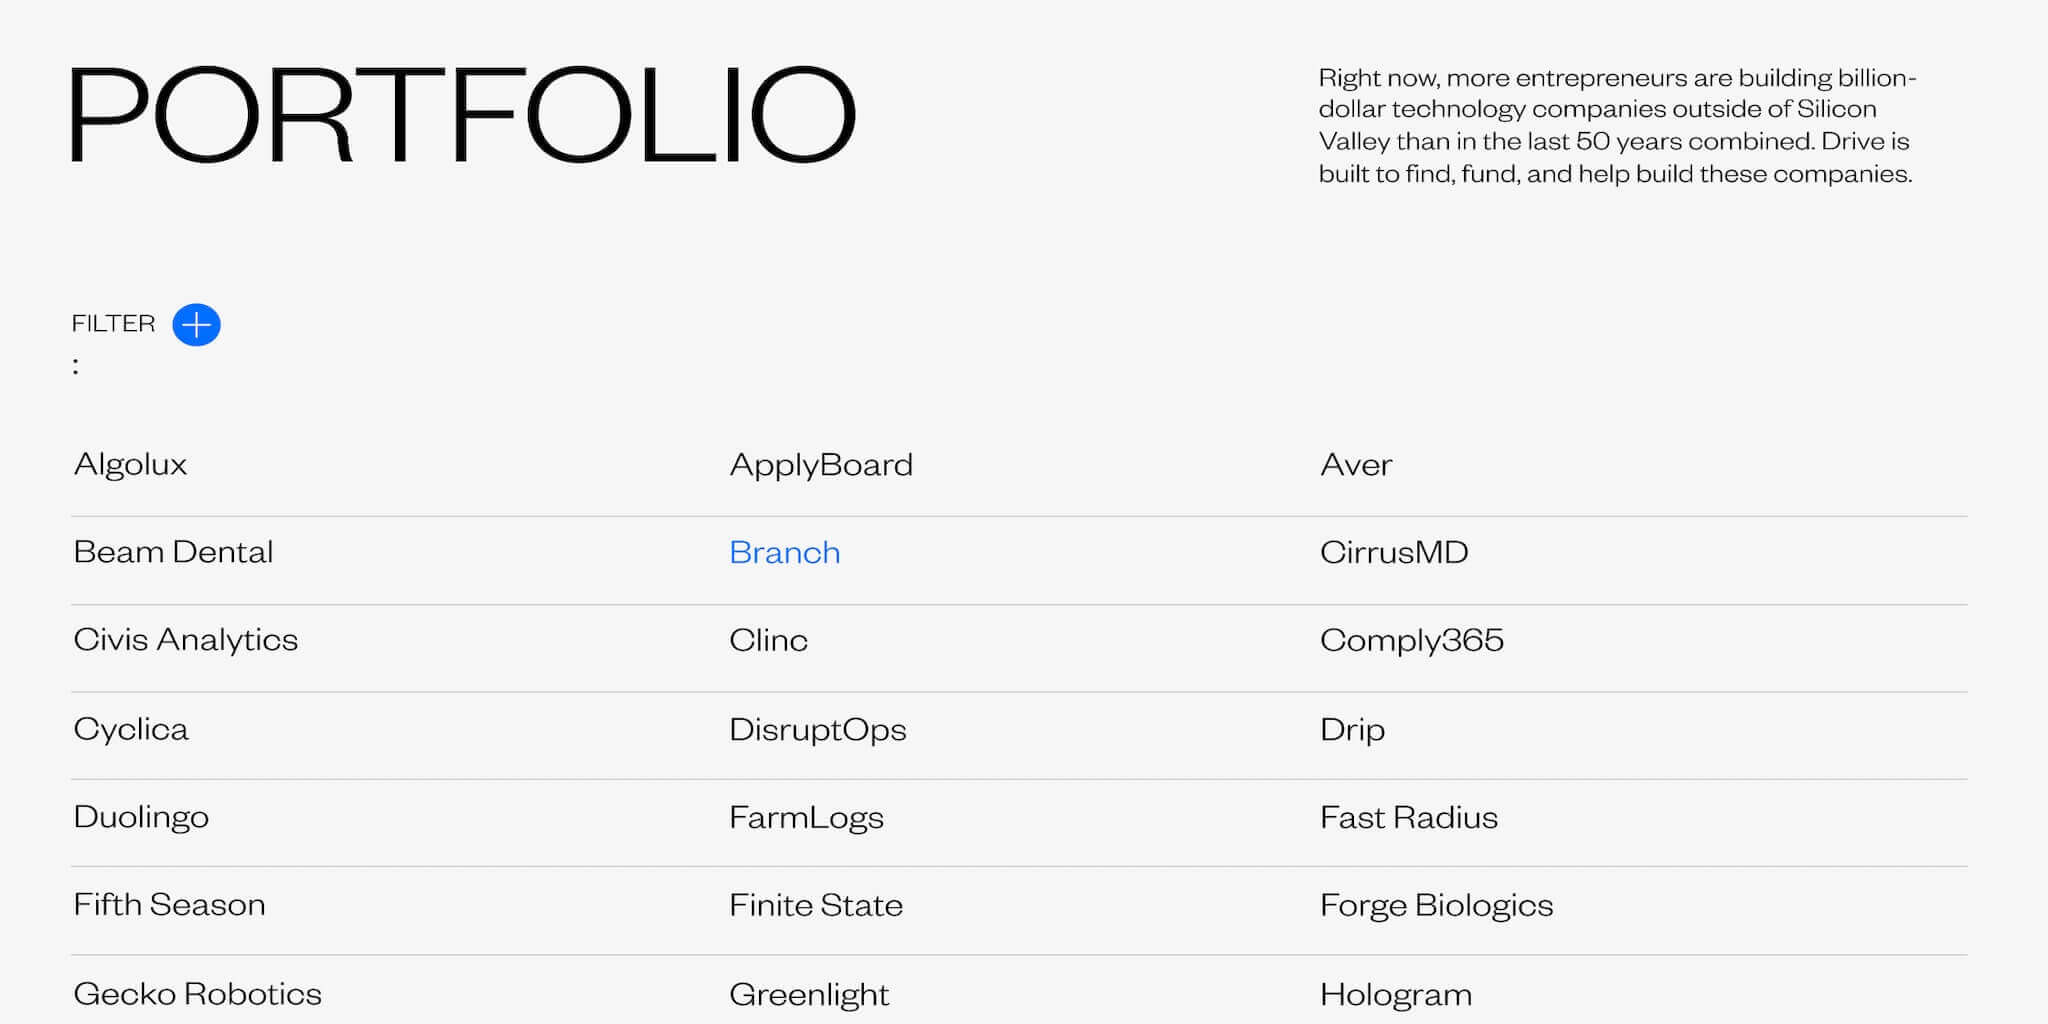 PORTFOLIO
Right now, more entrepreneurs are building billion-
dollar technology companies outside of Silicon
Valley than in the last 50 years combined. Drive is
built to find, fund, and help build these companies.
FILTER
:
Algolux ApplyBoard Aver
Beam Dental Branch CirrusMD
Civis Analytics Clinc Comply365
Cyclica DisruptOps Drip
Duolingo FarmLogs Fast Radius
Fifth Season Finite State Forge Biologics
Gecko Robotics Greenlight Hologram